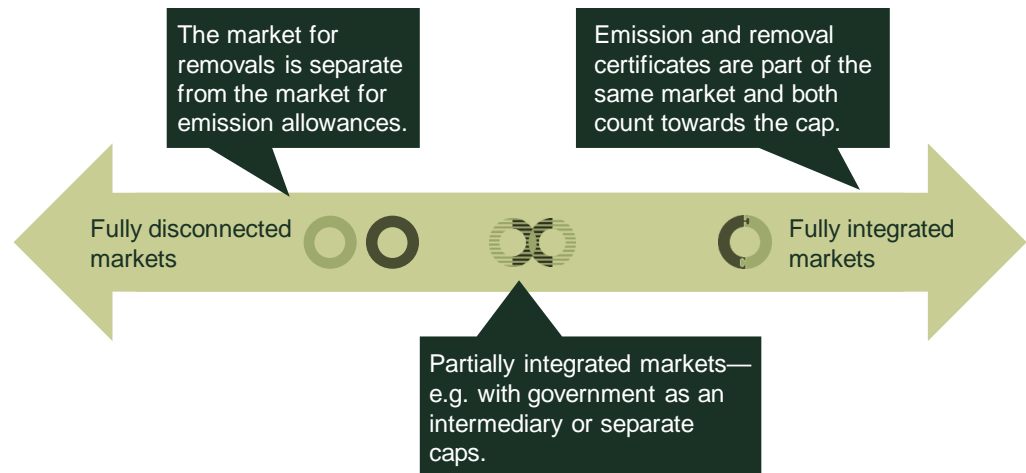 The market for
removals is separate
from the market for
emission allowances.
Emission and removal
certificates are part of the
same market and both
count towards the cap.
Fully disconnected
markets
Fully integrated
markets
Partially integrated markets—
e.g. with government as an
intermediary or separate
caps.